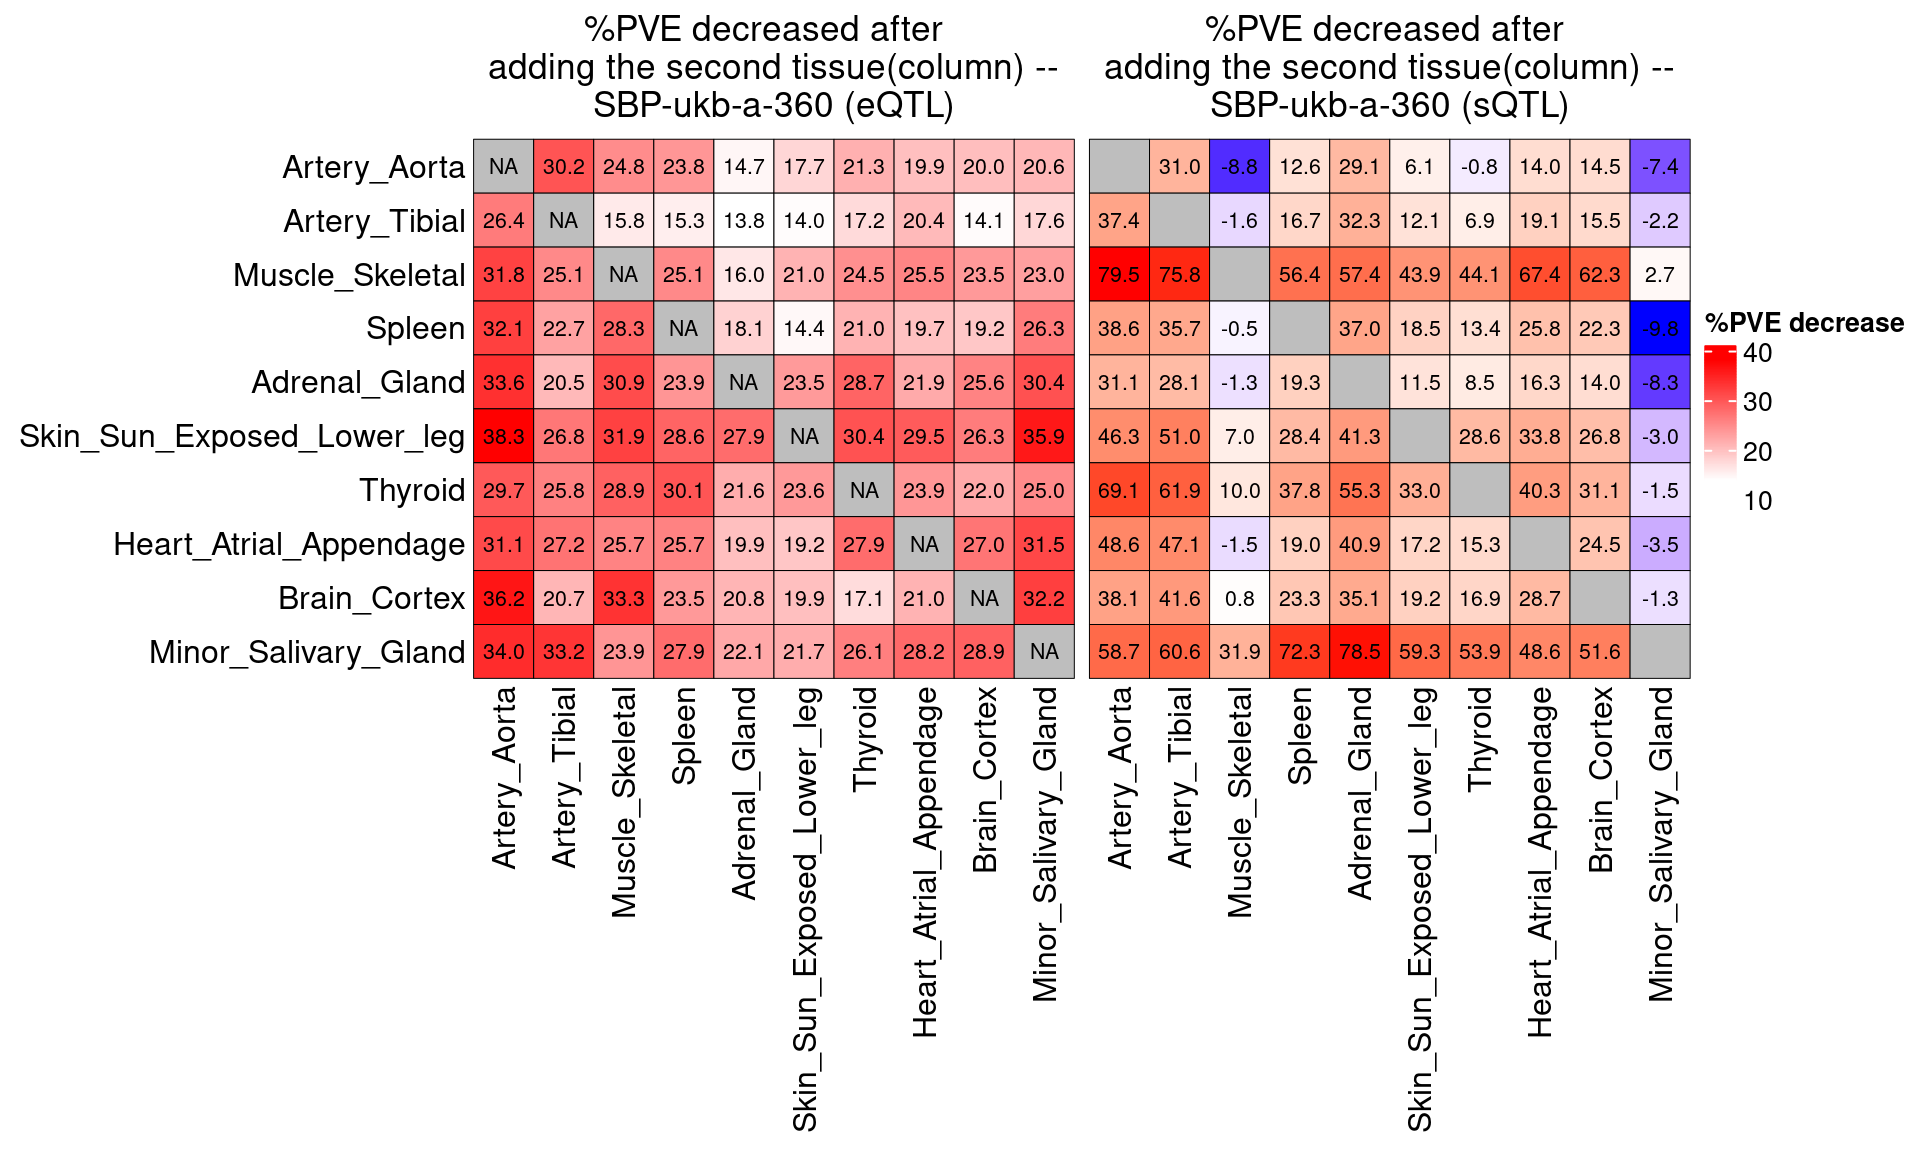 %PVE decreased after
adding the second tissue(column) --
SBP-ukb-a-360 (eQTL)
%PVE decreased after
adding the second tissue(column) --
SBP-ukb-a-360 (sQTL)
Artery_Aorta NA 30.2 24.8 23.8 14.7 17.7 21.3 19.9 20.0 20.6 31.0 -8.8 12.6 29.1 6.1 -0.8 14.0 14.5 -7.4
Artery_Tibial 26.4 NA 15.8 15.3 13.8 14.0 17.2 20.4 14.1 17.6 37.4 -1.6 16.7 32.3 12.1 6.9 19.1 15.5 -2.2
Muscle_Skeletal 31.8 25.1 NA 25.1 16.0 21.0 24.5 25.5 23.5 23.0 79.5 75.8 56.4 57.4 43.9 44.1 67.4 62.3 2.7
Spleen 32.1 22.7 28.3 NA 18.1 14.4 21.0 19.7 19.2 26.3 38.6 35.7 -0.5 37.0 18.5 13.4 25.8 22.3 -9.8
Adrenal_Gland 33.6 20.5 30.9 23.9 NA 23.5 28.7 21.9 25.6 30.4 31.1 28.1 -1.3 19.3 11.5 8.5 16.3 14.0 -8.3
Skin_Sun_Exposed_Lower_leg 38.3 26.8 31.9 28.6 27.9 NA 30.4 29.5 26.3 35.9 46.3 51.0 7.0 28.4 41.3 28.6 33.8 26.8 -3.0
Thyroid 29.7 25.8 28.9 30.1 21.6 23.6 NA 23.9 22.0 25.0 69.1 61.9 10.0 37.8 55.3 33.0 40.3 31.1 -1.5
Heart_Atrial_Appendage 31.1 27.2 25.7 25.7 19.9 19.2 27.9 NA 27.0 31.5 48.6 47.1 -1.5 19.0 40.9 17.2 15.3 24.5 -3.5
Brain_Cortex 36.2 20.7 33.3 23.5 20.8 19.9 17.1 21.0 NA 32.2 38.1 41.6 0.8 23.3 35.1 19.2 16.9 28.7 -1.3
Minor_Salivary_Gland 34.0 33.2 23.9 27.9 22.1 21.7 26.1 28.2 28.9 NA 58.7 60.6 31.9 72.3 78.5 59.3 53.9 48.6 51.6
Artery_Aorta
Artery_Tibial
Muscle_Skeletal
Spleen
Adrenal_Gland
Skin_Sun_Exposed_Lower_leg
Thyroid
Heart_Atrial_Appendage
Brain_Cortex
Minor_Salivary_Gland
Artery_Aorta
Artery_Tibial
Muscle_Skeletal
Spleen
Adrenal_Gland
Skin_Sun_Exposed_Lower_leg
Thyroid
Heart_Atrial_Appendage
Brain_Cortex
Minor_Salivary_Gland
%PVE decrease
40
30
20
10